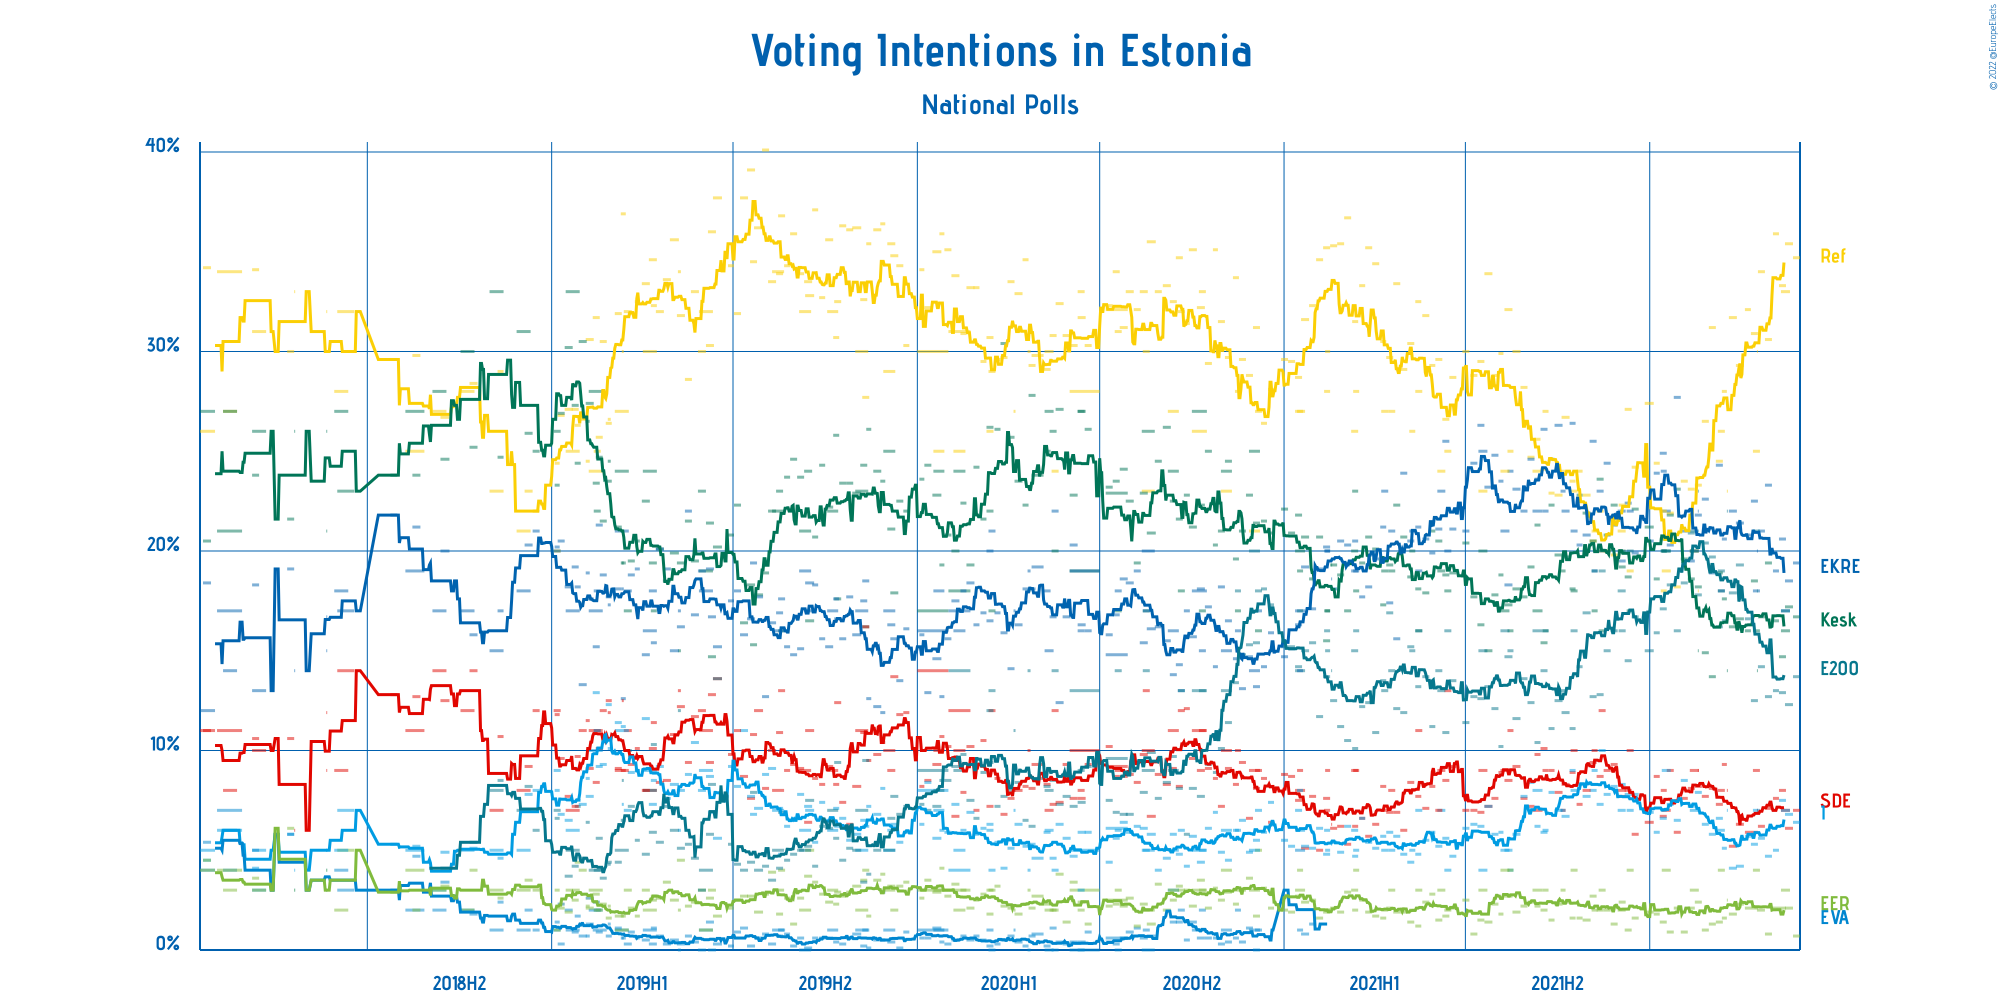 Voting Intentions in Estonia
National Polls
© 2022 @EuropeElects
40%
30%
20%
10%
0%
Ref
EKRE
Kesk
E200
SDE
I
EER
EVA
2018H2
2019H1
2019H2
2020H1
2020H2
2021H1
2021H2